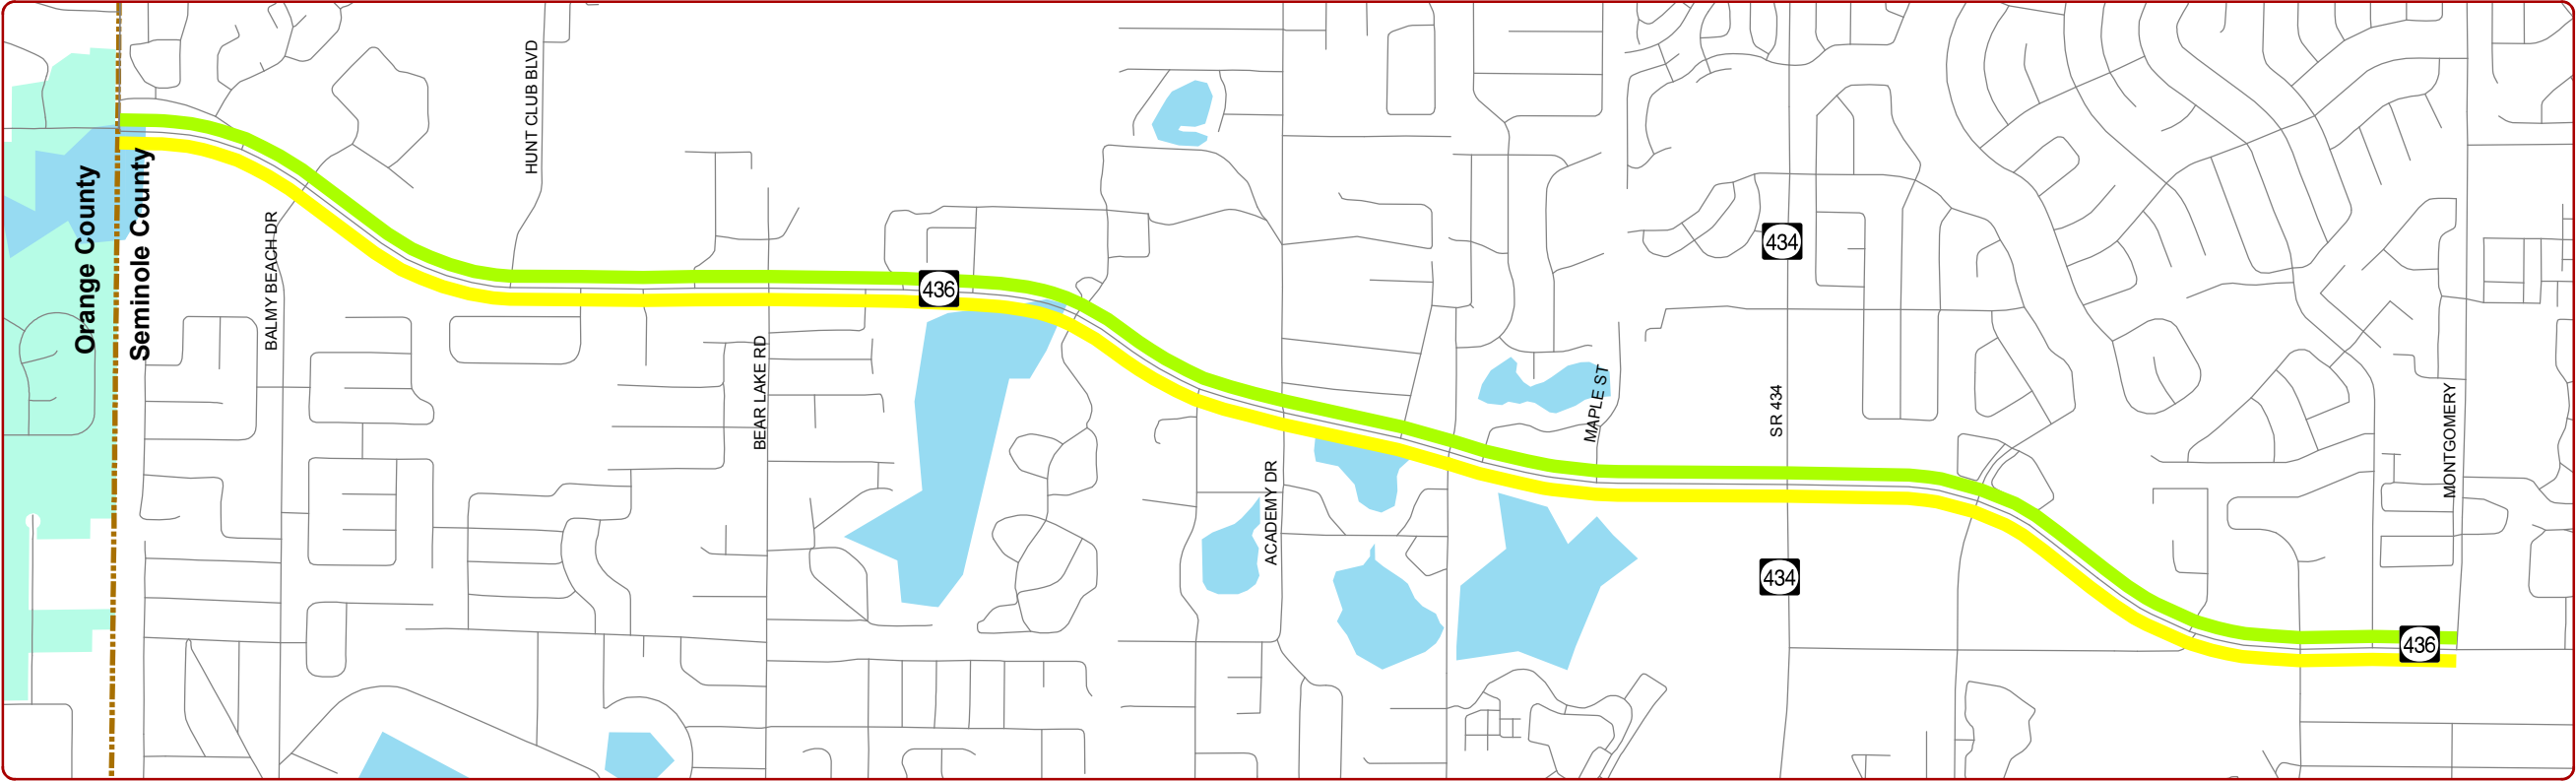 Orange County
Seminole County
BALMY BEACH DR
HUNT CLUB BLVD
BEAR LAKE RD
436
ACADEMY DR
MAPLE ST
434
SR 434
434
MONTGOMERY
436